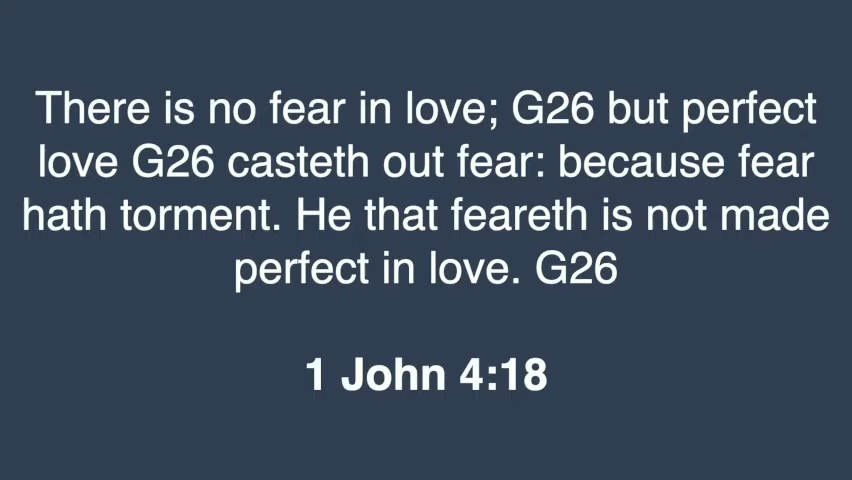 There is no fear in love; G26 but perfect
love G26 casteth out fear: because fear
hath torment. He that feareth is not made
perfect in love. G26
1 John 4:18